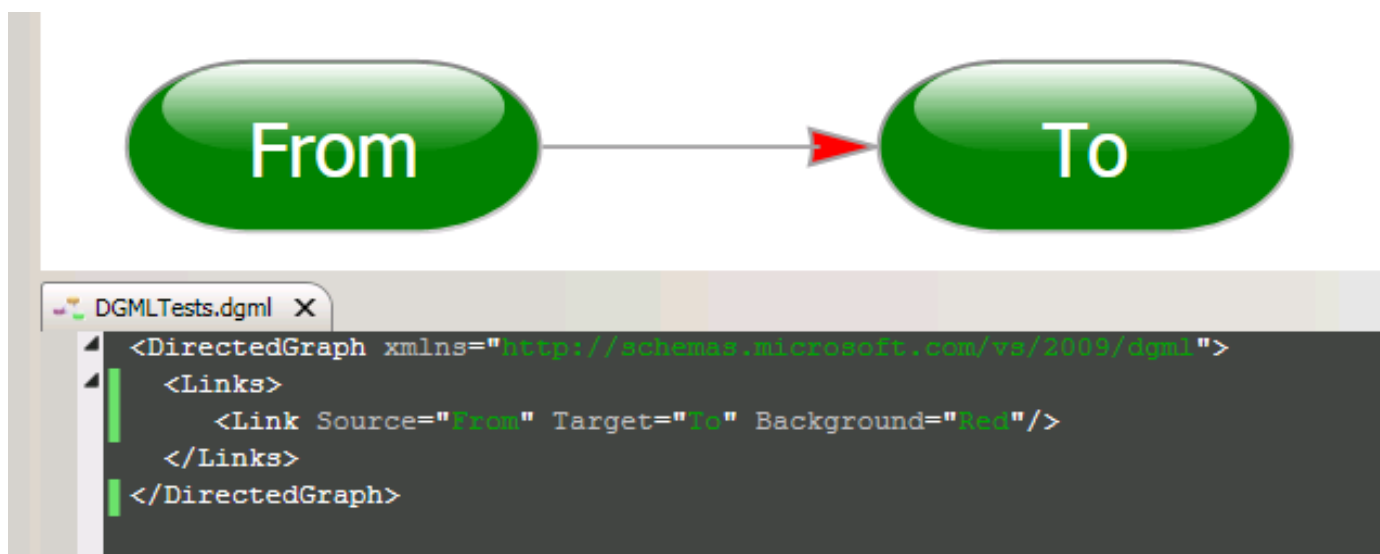 From To
DGMLTests.dgml X
<DirectedGraph xmlns="http://schemas.microsoft.com/vs/2009/dgml">
<Links>
<Link Source="From" Target="To" Background="Red"/>
</Links>
</DirectedGraph>